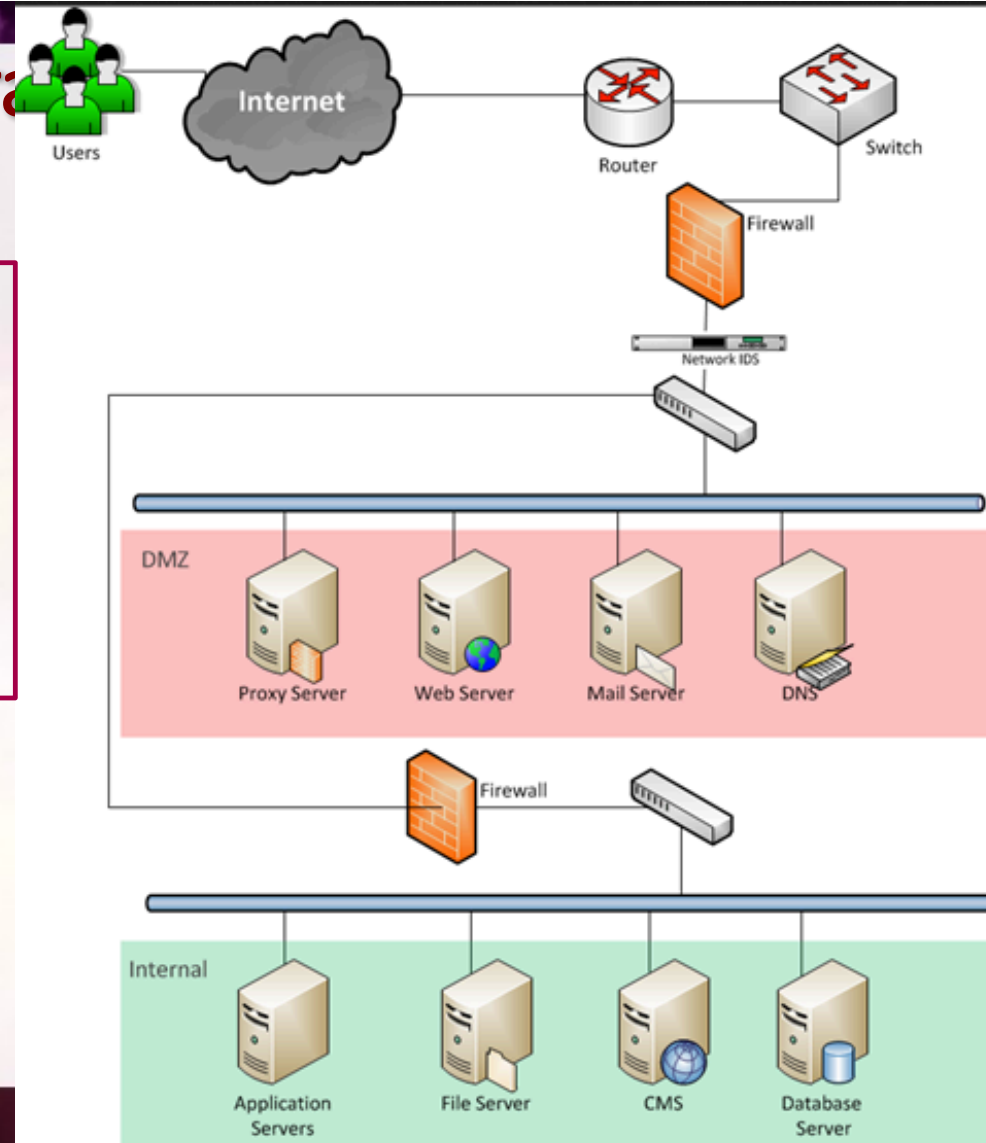 Users
Internet
Router
Switch
Firewall
Network IDS
DMZ
Proxy Server
Web Server
Mail Server
DNS
Firewall
Internal
Application
Servers
File Server
CMS
Database
Server